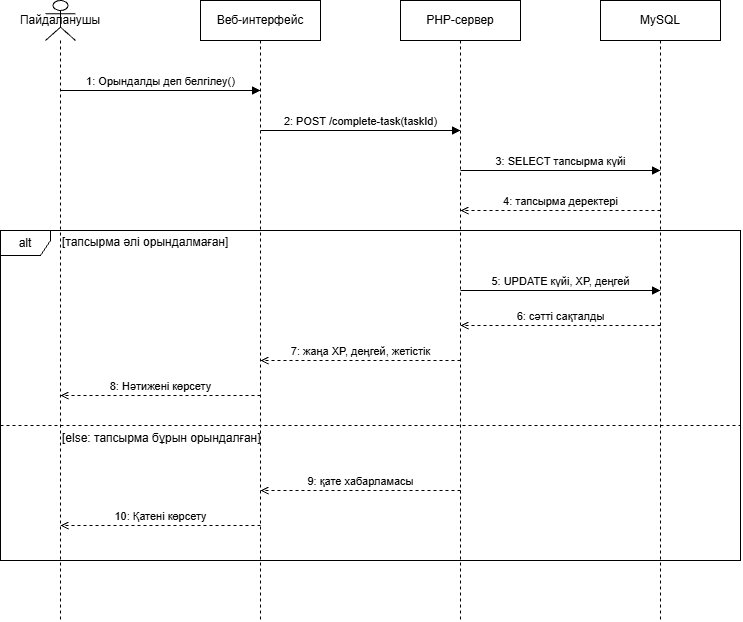 Пайдаланушы
Веб-интерфейс
PHP-сервер
MySQL
1: Орындалды деп белгілеу()
2: POST /complete-task(taskId)
3: SELECT тапсырма күйі
4: тапсырма деректері
alt
[тапсырма әлі орындалмаған]
5: UPDATE күйі, XP, деңгей
6: сәтті сақталды
7: жаңа XP, деңгей, жетістік
8: Нәтижені көрсету
[else: тапсырма бұрын орындалған]
9: қате хабарламасы
10: Қатені көрсету